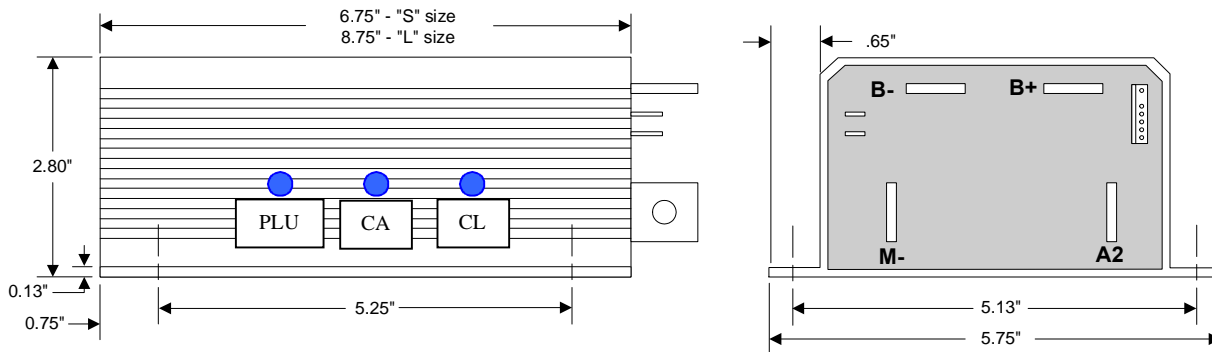 6.75" - "S" size
8.75" - "L" size
.65"
B-
B+
2.80"
PLU
CA
CL
M-
A2
0.13"
5.25"
5.13"
0.75"
5.75"